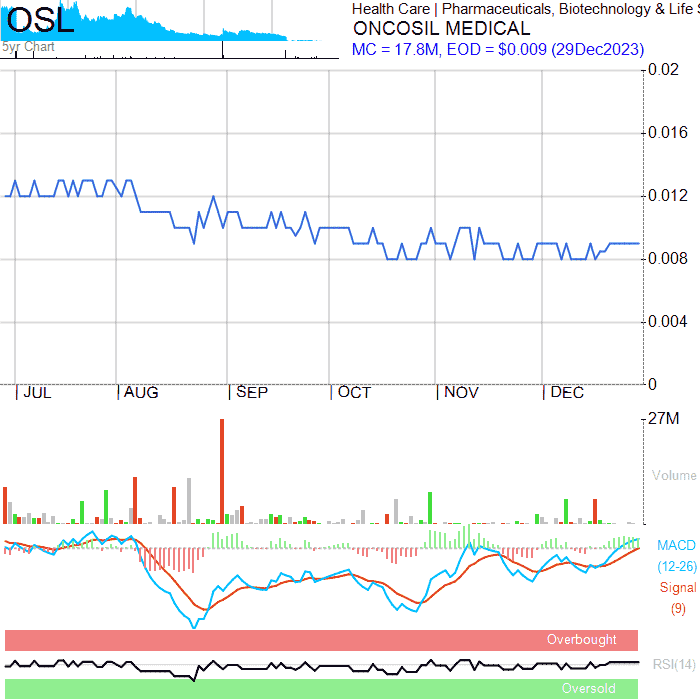 OSL
5yr Chart
Health Care | Pharmaceuticals, Biotechnology & Life S
ONCOSIL MEDICAL
MC = 17.8M, EOD = $0.009 (29Dec2023)
0.02
0.016
0.012
0.008
0.004
0
JUL
AUG
SEP
OCT
NOV
DEC
27M
Volume
MACD
(12-26)
Signal
(9)
Overbought
RSI(14)
Oversold